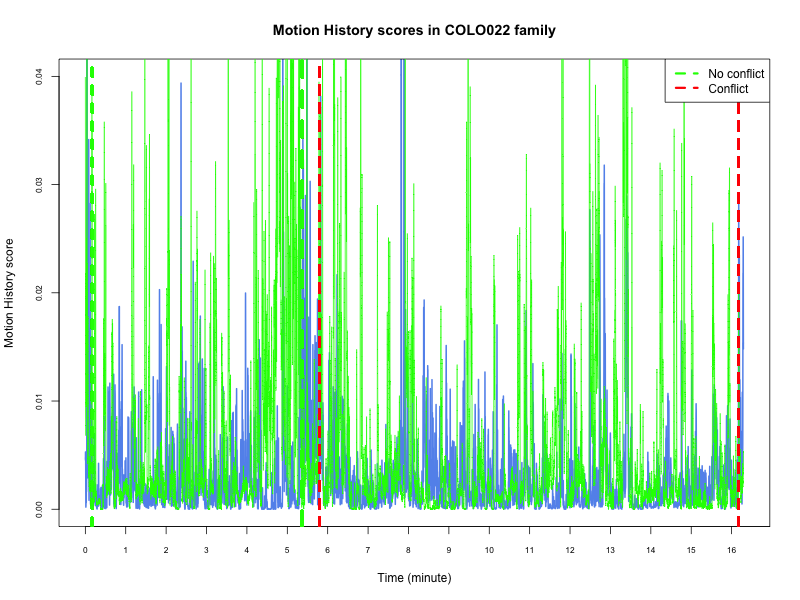 Motion History scores in COLO022 family
No conflict
Conflict
Motion History score
0.04
0.03
0.02
0.01
0.00
0 1 2 3 4 5 6 7 8 9 10 11 12 13 14 15 16
Time (minute)